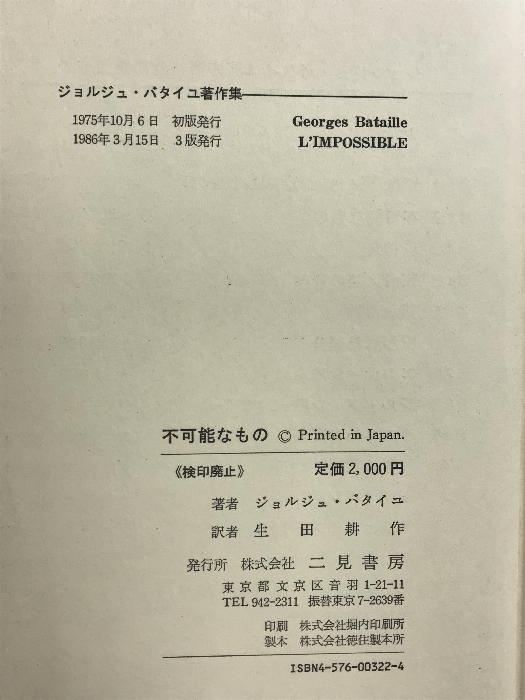 ジョルジュ・バタイユ著作集
1975年10月6日 初版発行
1986年3月15日 3版発行
Georges Bataille
L'IMPOSSIBLE
不可能なもの © Printed in Japan.
《検印廃止》 定価2,000円
著者 ジョルジュ・バタイユ
訳者 生田耕作
発行所 株式会社 二見書房
東京都文京区音羽1-21-11
TEL 942-2311 振替東京7-2639番
印刷 株式会社堀内印刷所
製本 株式会社徳住製本所
ISBN4-576-00322-4